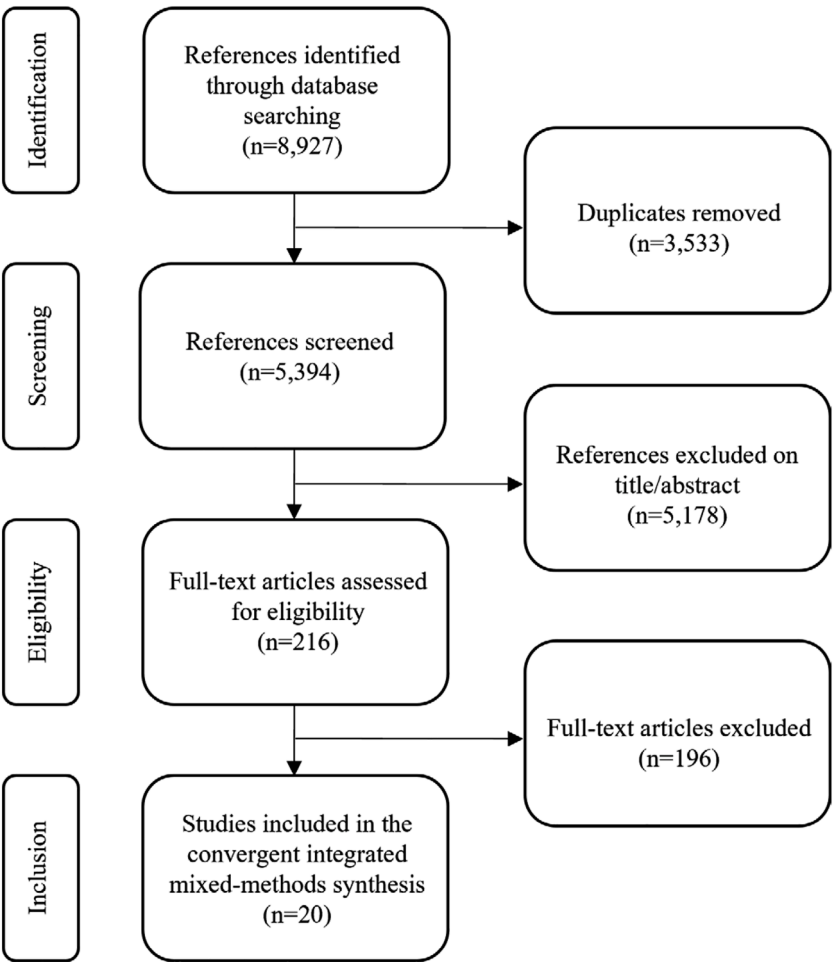 Identification
References identified
through database
searching
(n=8,927)
Duplicates removed
(n=3,533)
Screening
References screened
(n=5,394)
References excluded on
title/abstract
(n=5,178)
Eligibility
Full-text articles assessed
for eligibility
(n=216)
Full-text articles excluded
(n=196)
Inclusion
Studies included in the
convergent integrated
mixed-methods synthesis
(n=20)